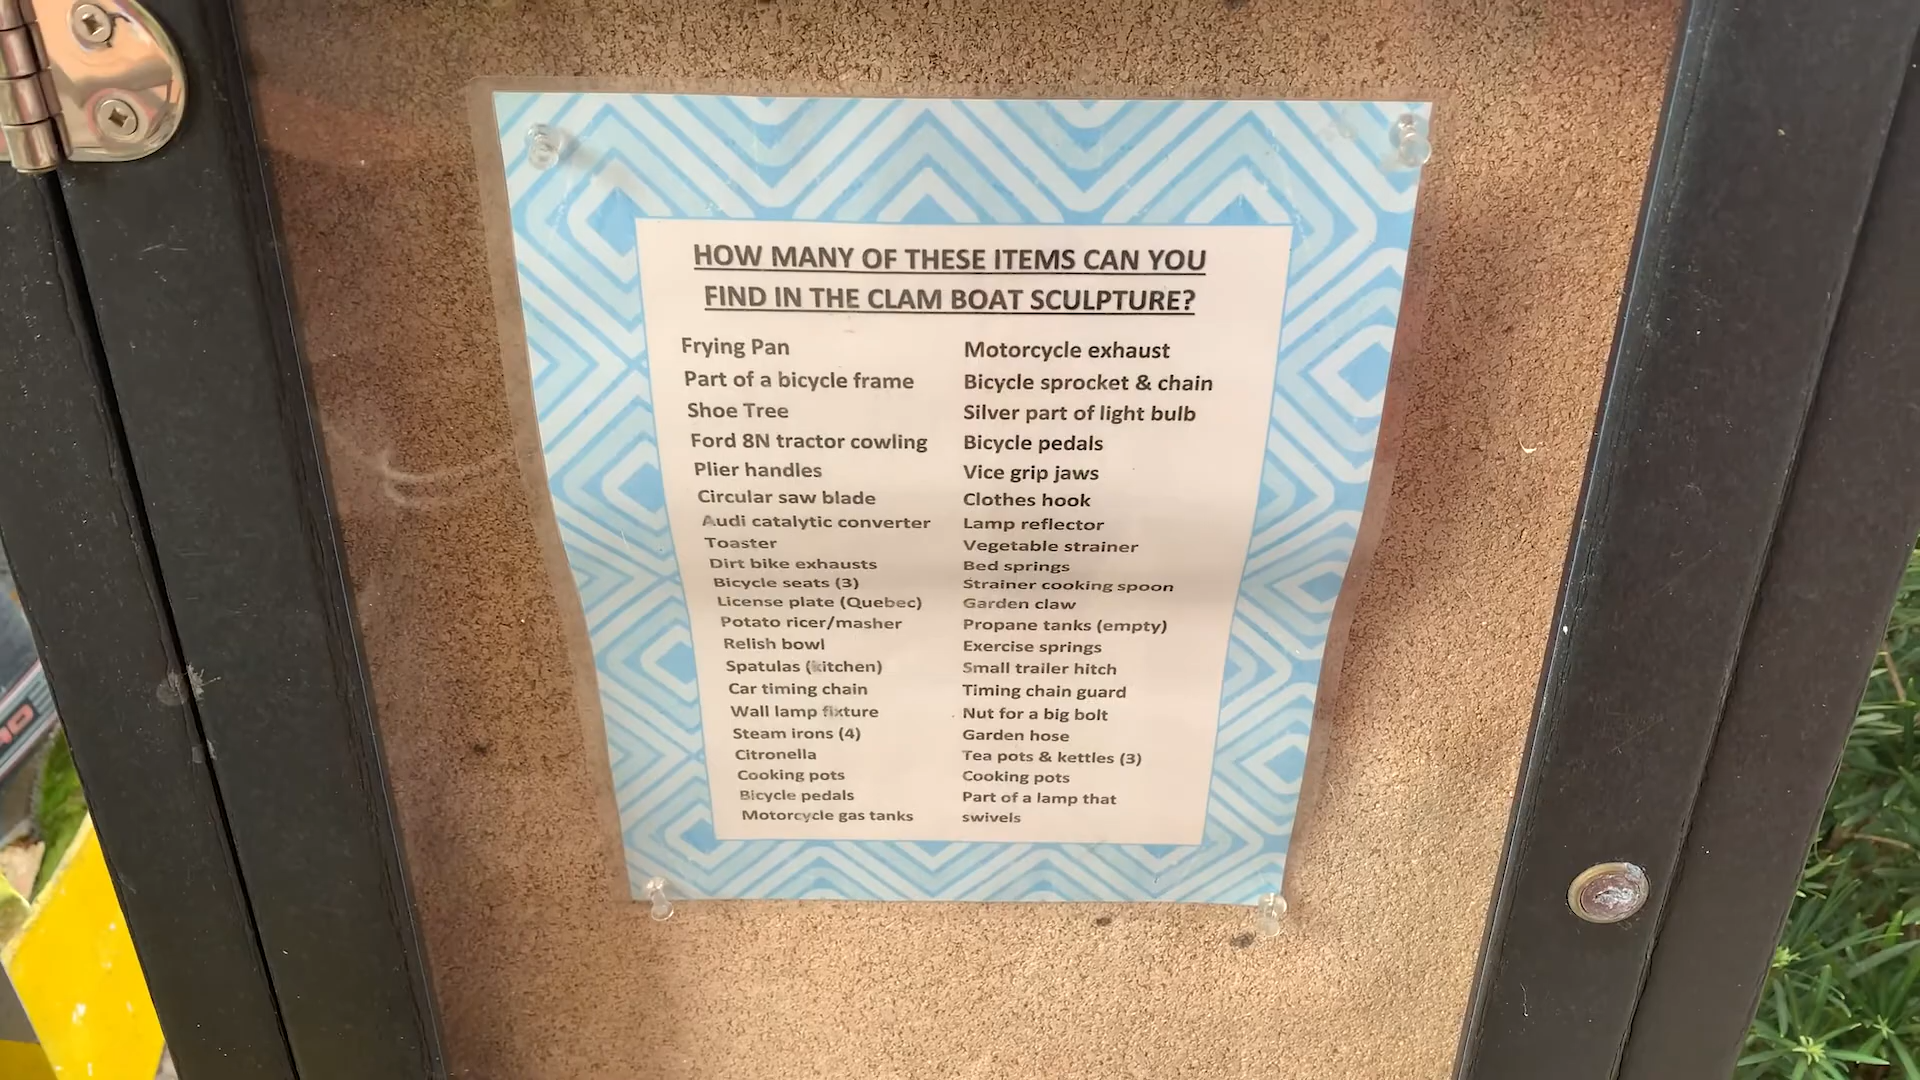 HOW MANY OF THESE ITEMS CAN YOU
FIND IN THE CLAM BOAT SCULPTURE?
Frying Pan
Part of a bicycle frame
Shoe Tree
Ford 8N tractor cowling
Plier handles
Circular saw blade
Audi catalytic converter
Toaster
Dirt bike exhausts
Bicycle seats (3)
License plate (Quebec)
Potato ricer/masher
Relish bowl
Spatulas (kitchen)
Car timing chain
Wall lamp fixture
Steam irons (4)
Citronella
Cooking pots
Bicycle pedals
Motorcycle gas tanks
Motorcycle exhaust
Bicycle sprocket & chain
Silver part of light bulb
Bicycle pedals
Vice grip jaws
Clothes hook
Lamp reflector
Vegetable strainer
Bed springs
Strainer cooking spoon
Garden claw
Propane tanks (empty)
Exercise springs
Small trailer hitch
Timing chain guard
Nut for a big bolt
Garden hose
Tea pots & kettles (3)
Cooking pots
Part of a lamp that
swivels